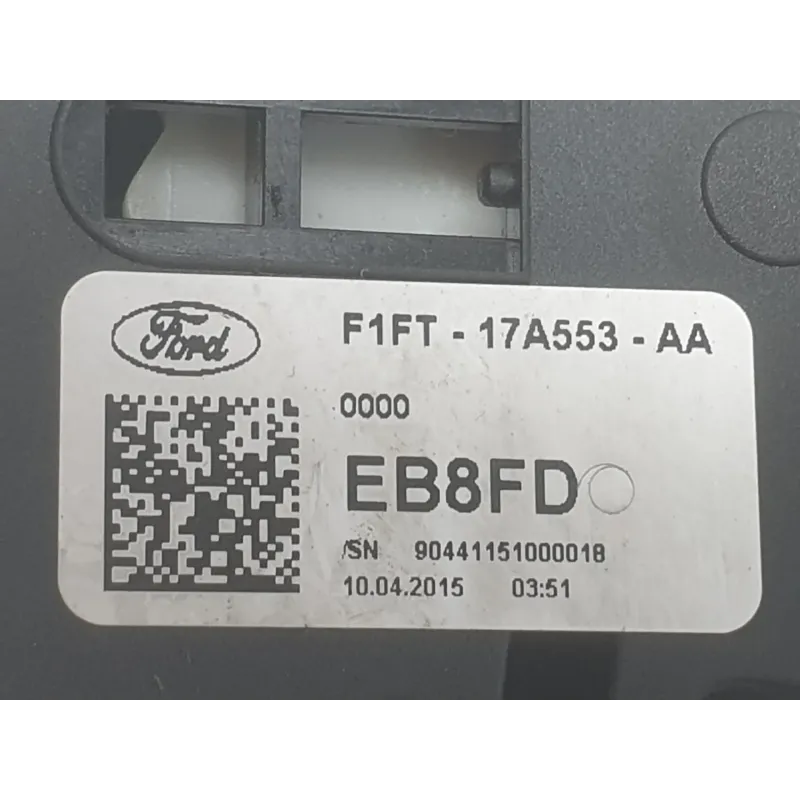 Ford
F1FT - 17A553 - AA
0000
EB8FD
/SN 90441151000018
10.04.2015 03:51